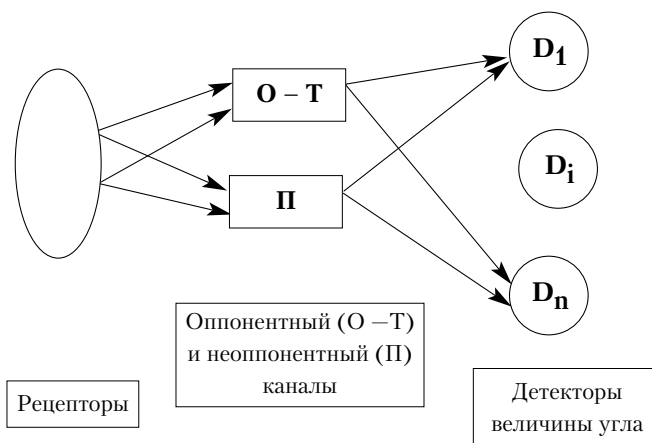 О – Т
П
D1
Di
Dn
Оппонентный (О –Т)
и неоппонентный (П)
каналы
Рецепторы
Детекторы
величины угла